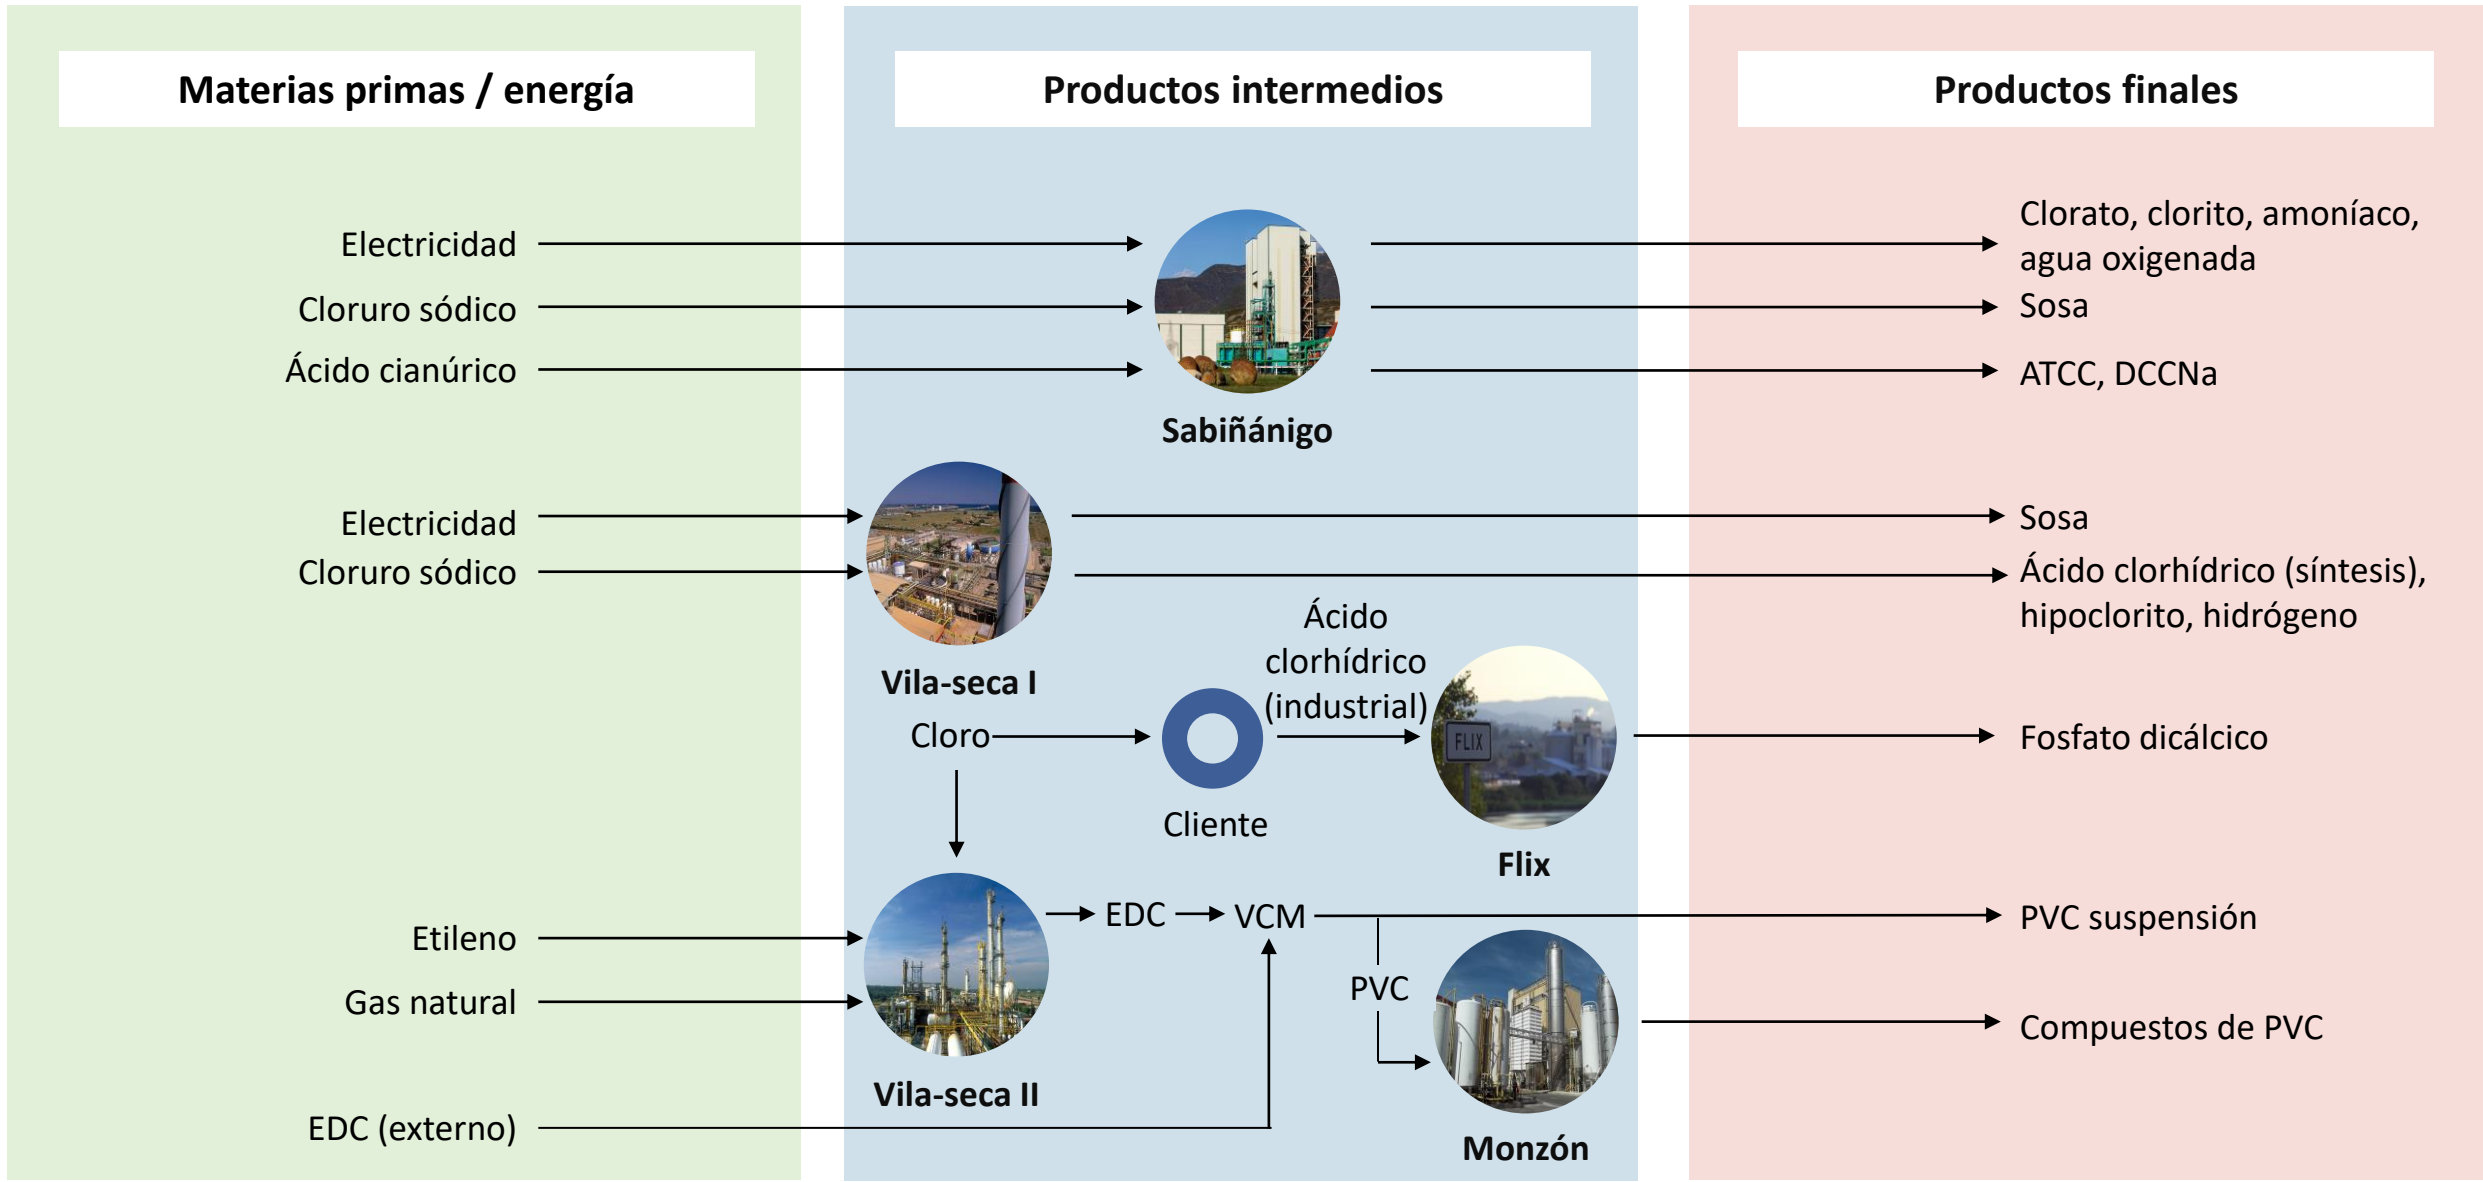 Materias primas / energía
Productos intermedios
Productos finales
Electricidad
Cloruro sódico
Ácido cianúrico
Sabiñánigo
Clorato, clorito, amoníaco,
agua oxigenada
Sosa
ATCC, DCCNa
Electricidad
Cloruro sódico
Vila-seca I
Sosa
Ácido clorhídrico (síntesis),
hipoclorito, hidrógeno
Cloro
Cliente
Ácido
clorhídrico
(industrial)
FLIX
Flix
Fosfato dicálcico
Etileno
Gas natural
EDC (externo)
Vila-seca II
EDC
VCM
PVC
Monzón
PVC suspensión
Compuestos de PVC